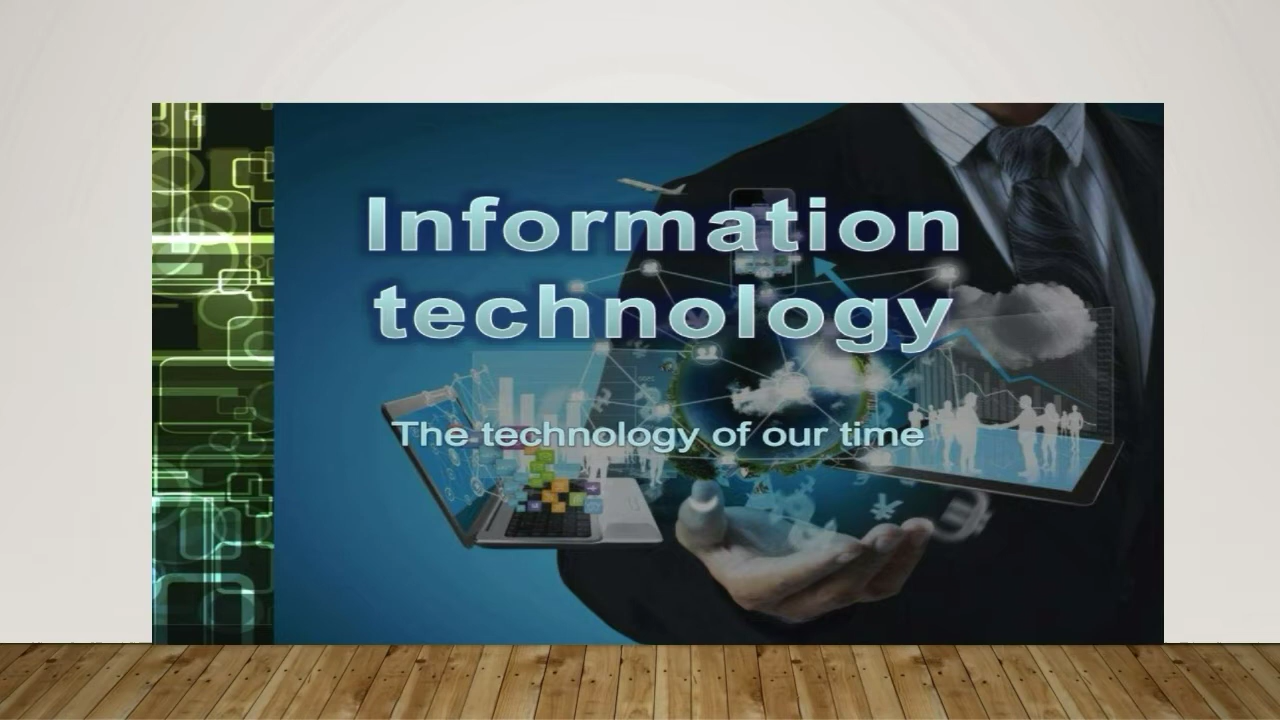 Information
technology
The technology of our time